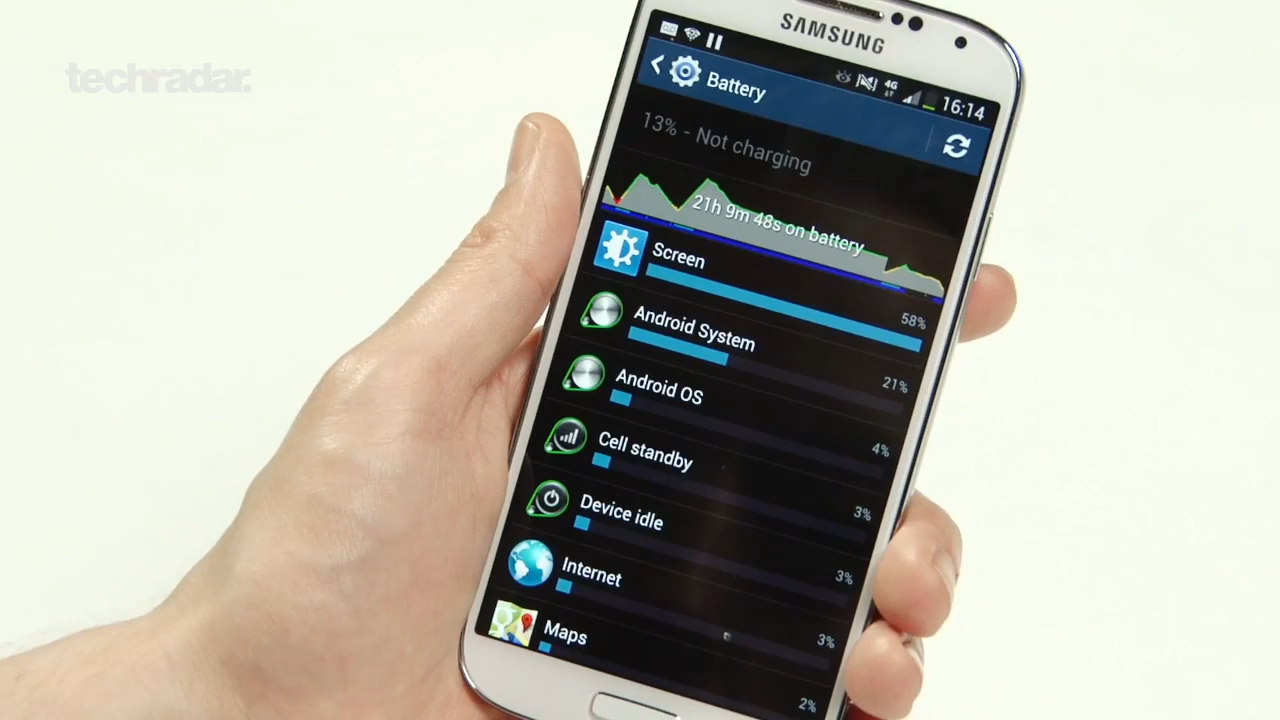 techradar.
SAMSUNG
4G 16:14
Battery
13% - Not charging
21h 9m 48s on battery
Screen
58%
Android System
21%
Android OS
4%
Cell standby
3%
Device idle
3%
Internet
3%
Maps
2%